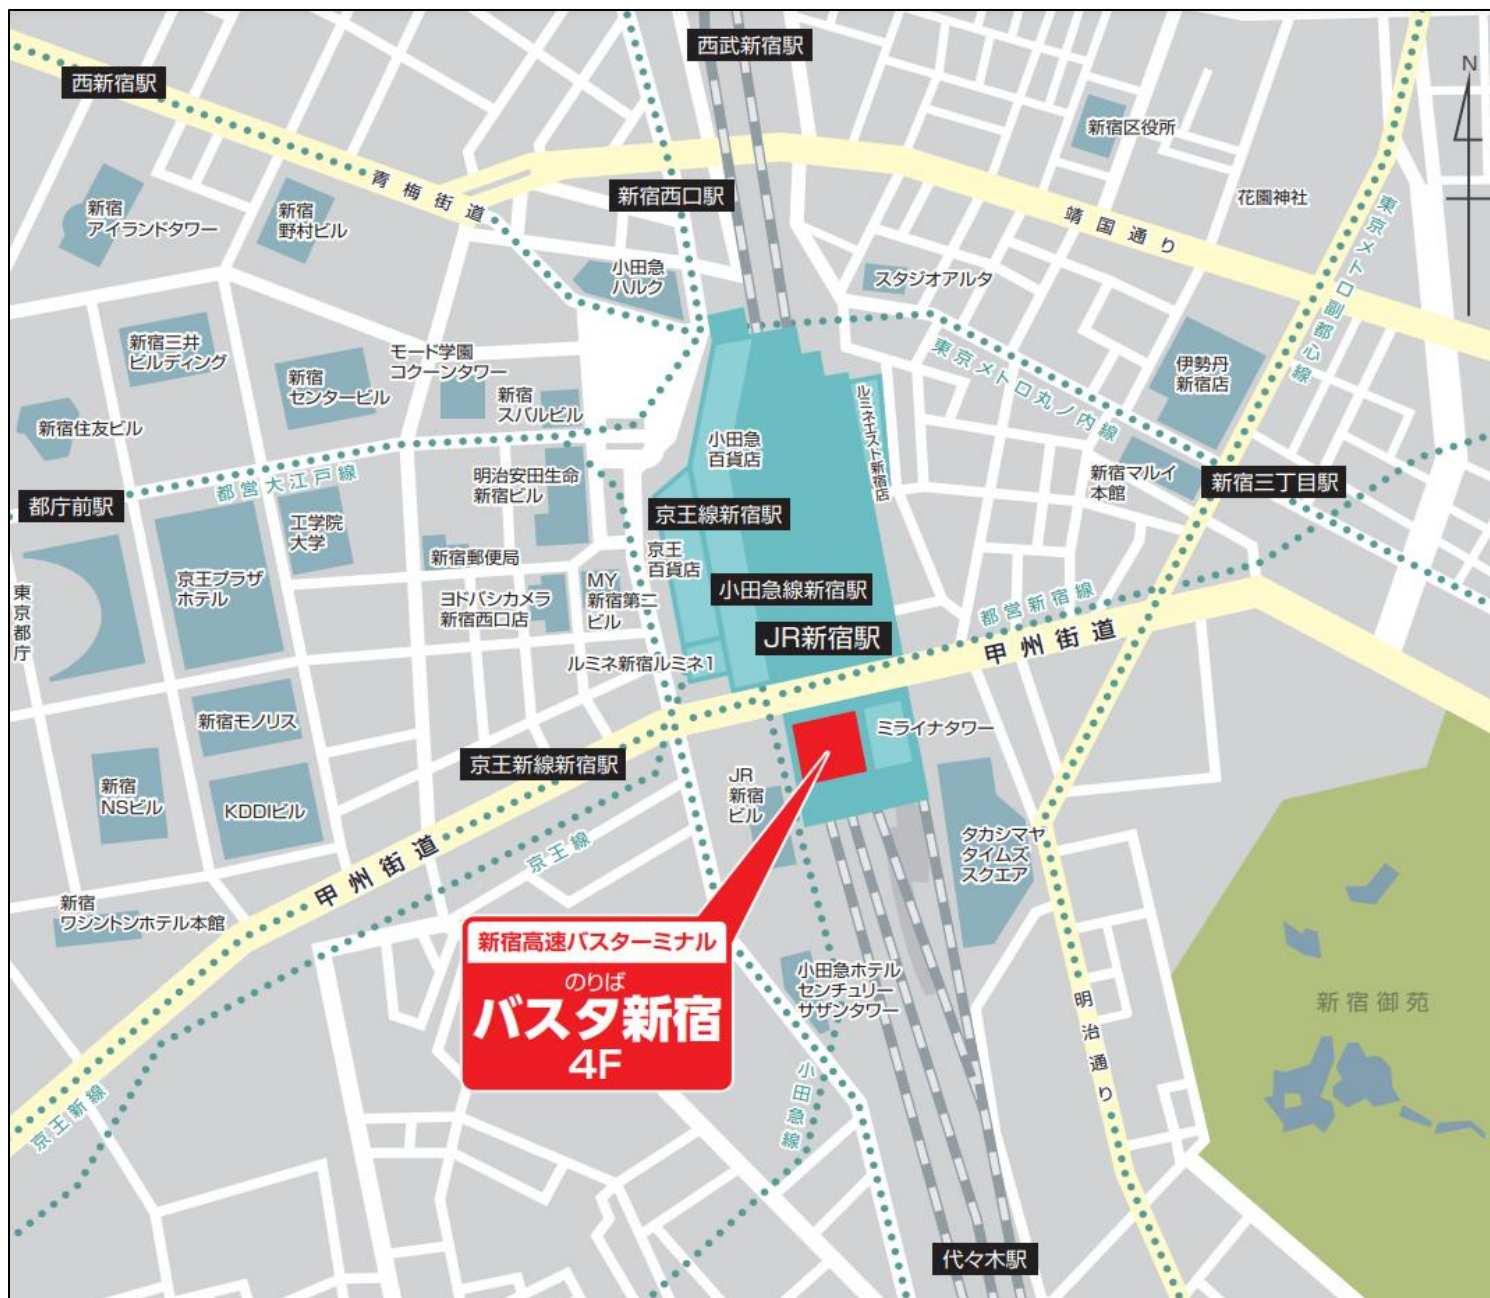 西武新宿駅
西新宿駅
N
新宿区役所
青梅街道
新宿西口駅
花園神社
新宿
アイランドタワー
新宿
野村ビル
靖国通り
東京メトロ副都心線
小田急
ハルク
スタジオアルタ
新宿三井
ビルディング
モード学園
コクーンタワー
新宿
センタービル
新宿
スバルビル
東京メトロ丸ノ内線
伊勢丹
新宿店
新宿住友ビル
小田急
百貨店
ルミネエスト新宿店
都営大江戸線
明治安田生命
新宿ビル
新宿マルイ
本館
新宿三丁目駅
都庁前駅
京王線新宿駅
工学院
大学
新宿郵便局
京王
百貨店
京王プラザ
ホテル
東京都庁
ヨドバシカメラ
新宿西口店
MY
新宿第二
ビル
小田急線新宿駅
都営新宿線
JR新宿駅
甲州街道
ルミネ新宿ルミネ1
新宿モノリス
ミライナタワー
京王新線新宿駅
新宿
NSビル
KDDIビル
JR
新宿
ビル
タカシマヤ
タイムズ
スクエア
京王線
甲州街道
新宿
ワシントンホテル本館
新宿高速バスターミナル
のりば
バスタ新宿
4F
小田急ホテル
センチュリー
サザンタワー
新宿御苑
明治通り
小田急線
京王新線
代々木駅